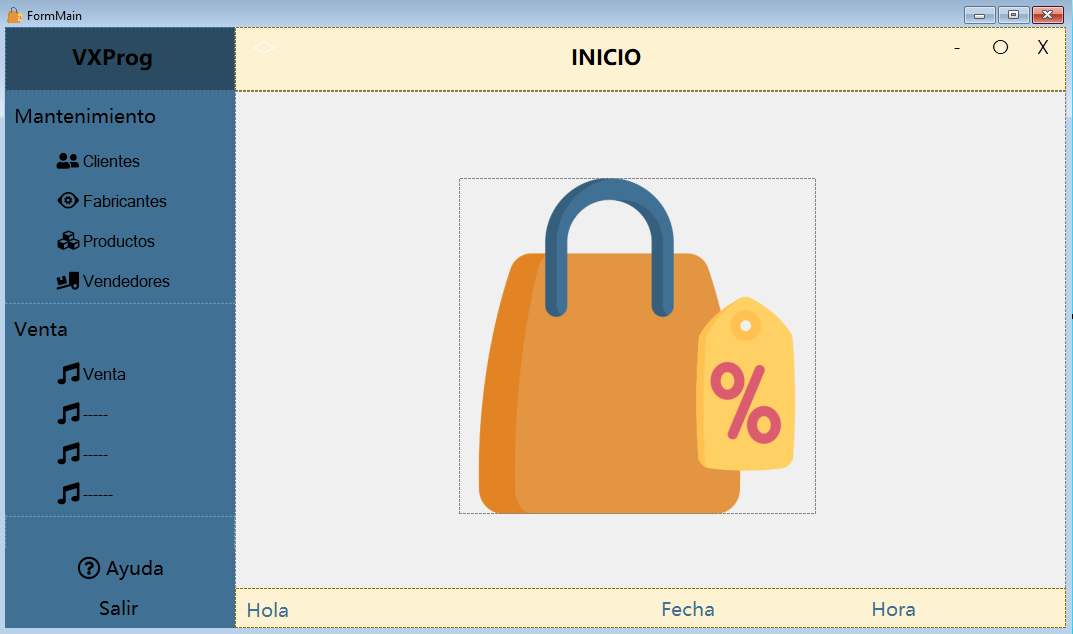 FormMain
VXProg
<>
INICIO
- O X
Mantenimiento
Clientes
Fabricantes
Productos
Vendedores
Venta
Venta
-----
-----
------
%
Ayuda
Salir
Hola
Fecha
Hora